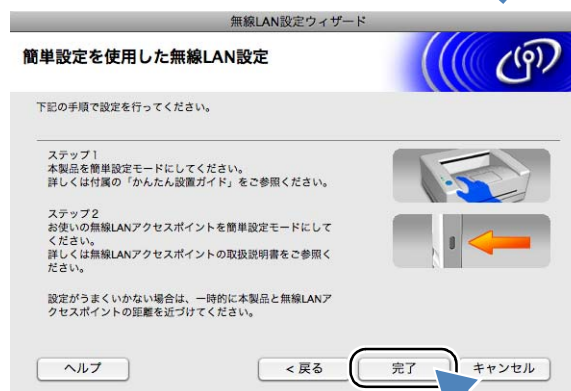 無線LAN設定ウィザード
簡単設定を使用した無線LAN設定
下記の手順で設定を行ってください。
ステップ1
本製品を簡単設定モードにしてください。
詳しくは付属の「かんたん設置ガイド」をご参照ください。
ステップ2
お使いの無線LANアクセスポイントを簡単設定モードにして
ください。
詳しくは無線LANアクセスポイントの取扱説明書をご参照く
ださい。
設定がうまくいかない場合は、一時的に本製品と無線LANア
クセスポイントの距離を近づけてください。
ヘルプ
< 戻る
完了
キャンセル